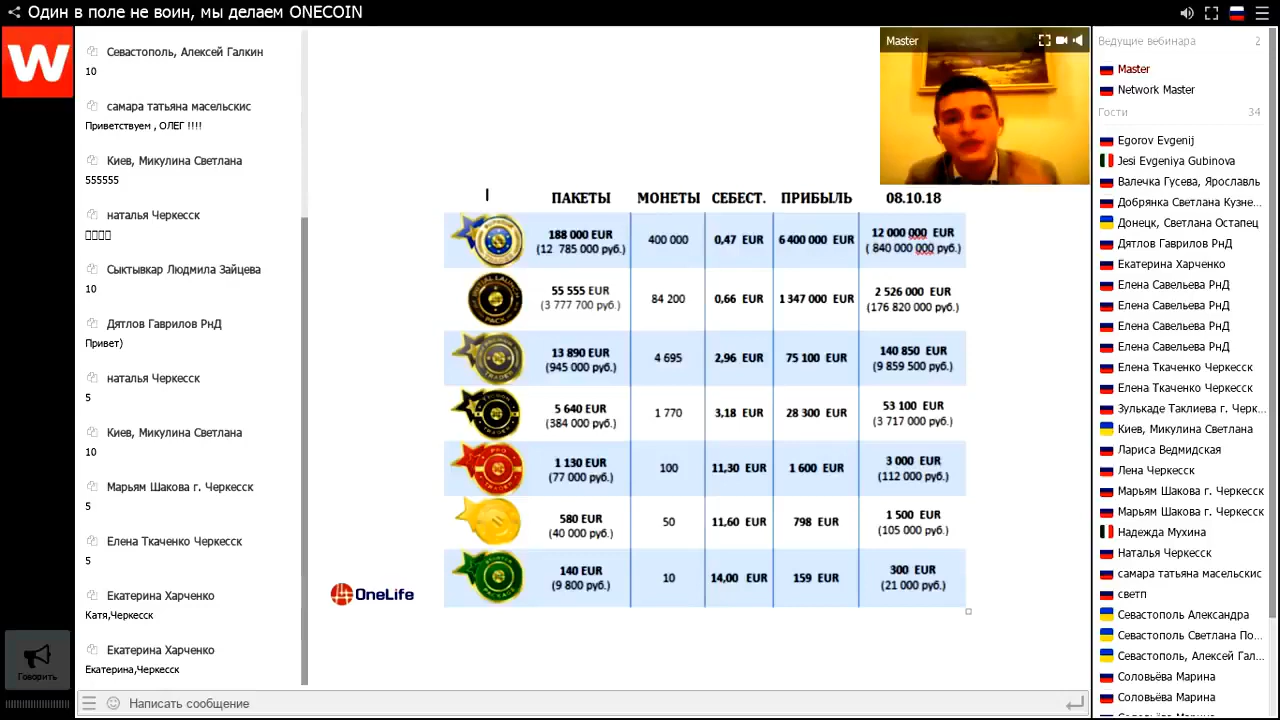 Один в поле не воин, мы делаем ONECOIN
W
Говорить
Севастополь, Алексей Галкин
10
самара татьяна масельскис
Приветствуем , ОЛЕГ !!!!
Киев, Микулина Светлана
555555
наталья Черкесск
Сыктывкар Людмила Зайцева
10
Дятлов Гаврилов РнД
Привет)
наталья Черкесск
5
Киев, Микулина Светлана
10
Марьям Шакова г. Черкесск
5
Елена Ткаченко Черкесск
5
Екатерина Харченко
Катя,Черкесск
Екатерина Харченко
Екатерина,Черкесск
Написать сообщение
Master
ПАКЕТЫ МОНЕТЫ СЕБЕСТ. ПРИБЫЛЬ 08.10.18
188 000 EUR 400 000 0,47 EUR 6 400 000 EUR 12 000 000 EUR
(12 785 000 руб.) ( 840 000 000 руб.)
55 555 EUR 84 200 0,66 EUR 1 347 000 EUR 2 526 000 EUR
(3 777 700 руб.) (176 820 000 руб.)
13 890 EUR 4 695 2,96 EUR 75 100 EUR 140 850 EUR
(945 000 руб.) (9 859 500 руб.)
5 640 EUR 1 770 3,18 EUR 28 300 EUR 53 100 EUR
(384 000 руб.) (3 717 000 руб.)
1 130 EUR 100 11,30 EUR 1 600 EUR 3 000 EUR
(77 000 руб.) (112 000 руб.)
580 EUR 50 11,60 EUR 798 EUR 1 500 EUR
(40 000 руб.) (105 000 руб.)
140 EUR 10 14,00 EUR 159 EUR 300 EUR
(9 800 руб.) (21 000 руб.)
OneLife
Ведущие вебинара 2
Master
Network Master
Гости 34
Egorov Evgenij
Jesi Evgeniya Gubinova
Валечка Гусева, Ярославль
Добрянка Светлана Кузне...
Донецк, Светлана Остапец
Дятлов Гаврилов РнД
Екатерина Харченко
Елена Савельева РнД
Елена Савельева РнД
Елена Савельева РнД
Елена Савельева РнД
Елена Ткаченко Черкесск
Елена Ткаченко Черкесск
Зулькаде Таклиева г. Черк...
Киев, Микулина Светлана
Лариса Ведмидская
Лена Черкесск
Марьям Шакова г. Черкесск
Марьям Шакова г. Черкесск
Надежда Мухина
Наталья Черкесск
самара татьяна масельскис
светп
Севастополь Александра
Севастополь Светлана По...
Севастополь, Алексей Гал...
Соловьёва Марина
Соловьёва Марина